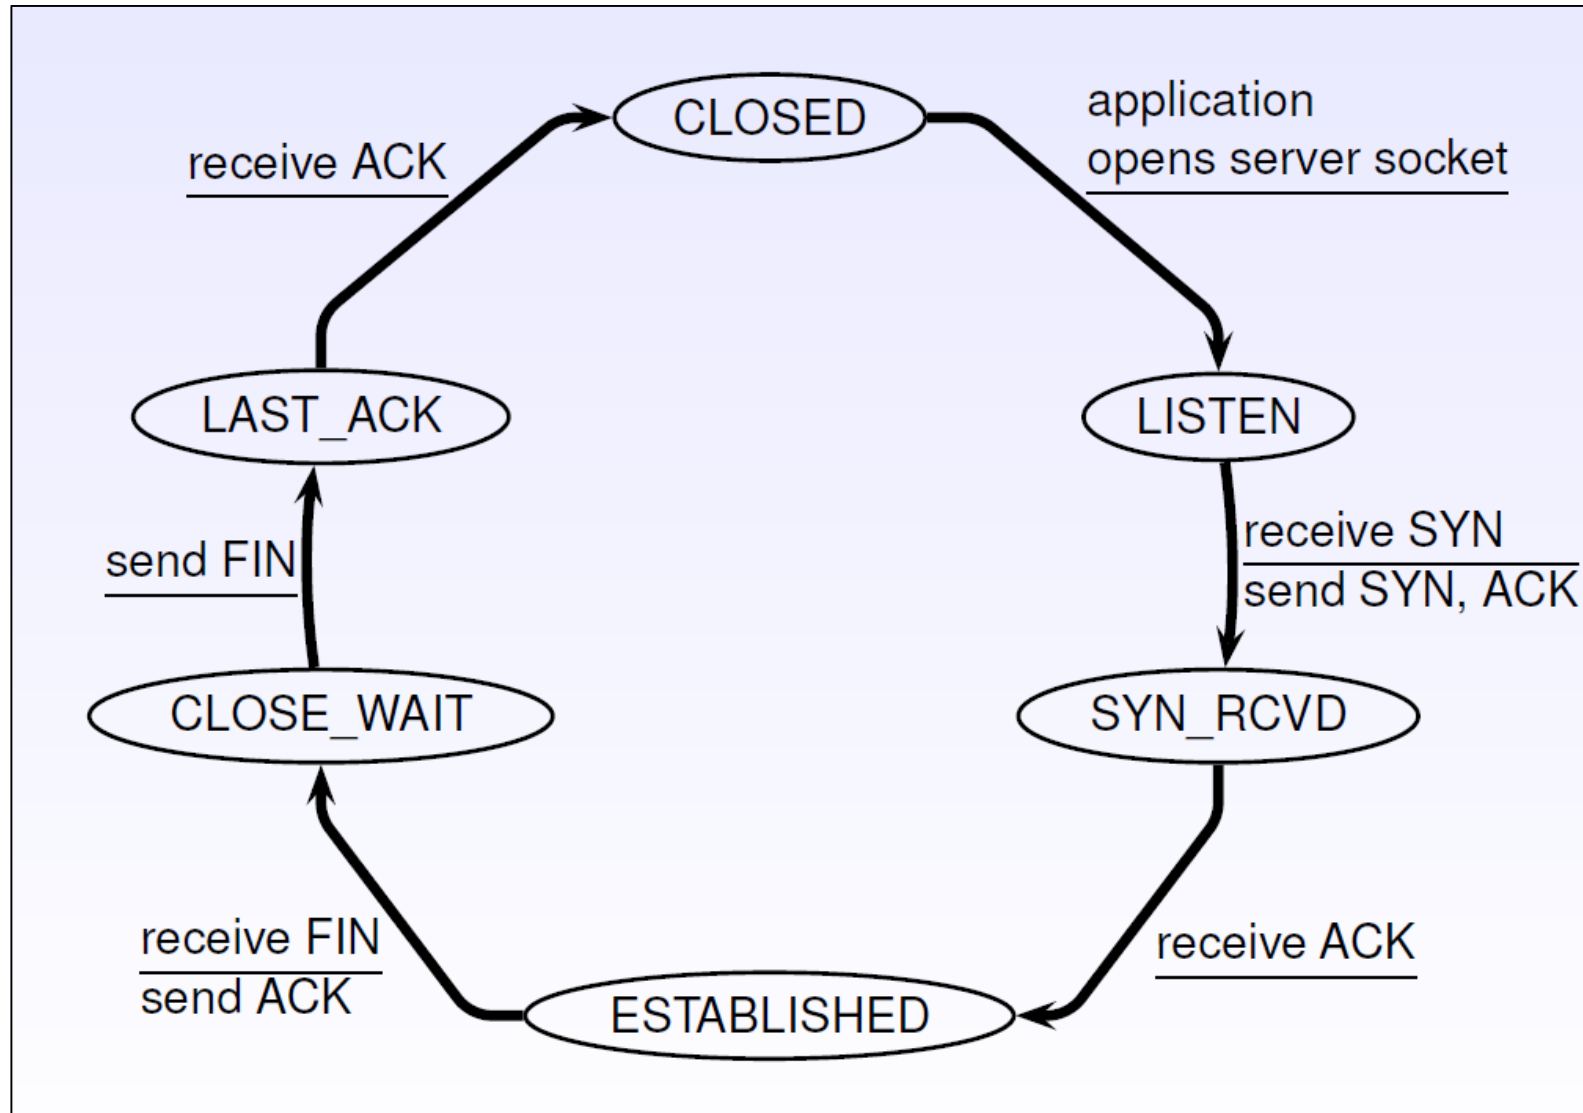 CLOSED
application
opens server socket
receive ACK
LAST_ACK
LISTEN
receive SYN
send SYN, ACK
send FIN
CLOSE_WAIT
SYN_RCVD
receive FIN
send ACK
receive ACK
ESTABLISHED